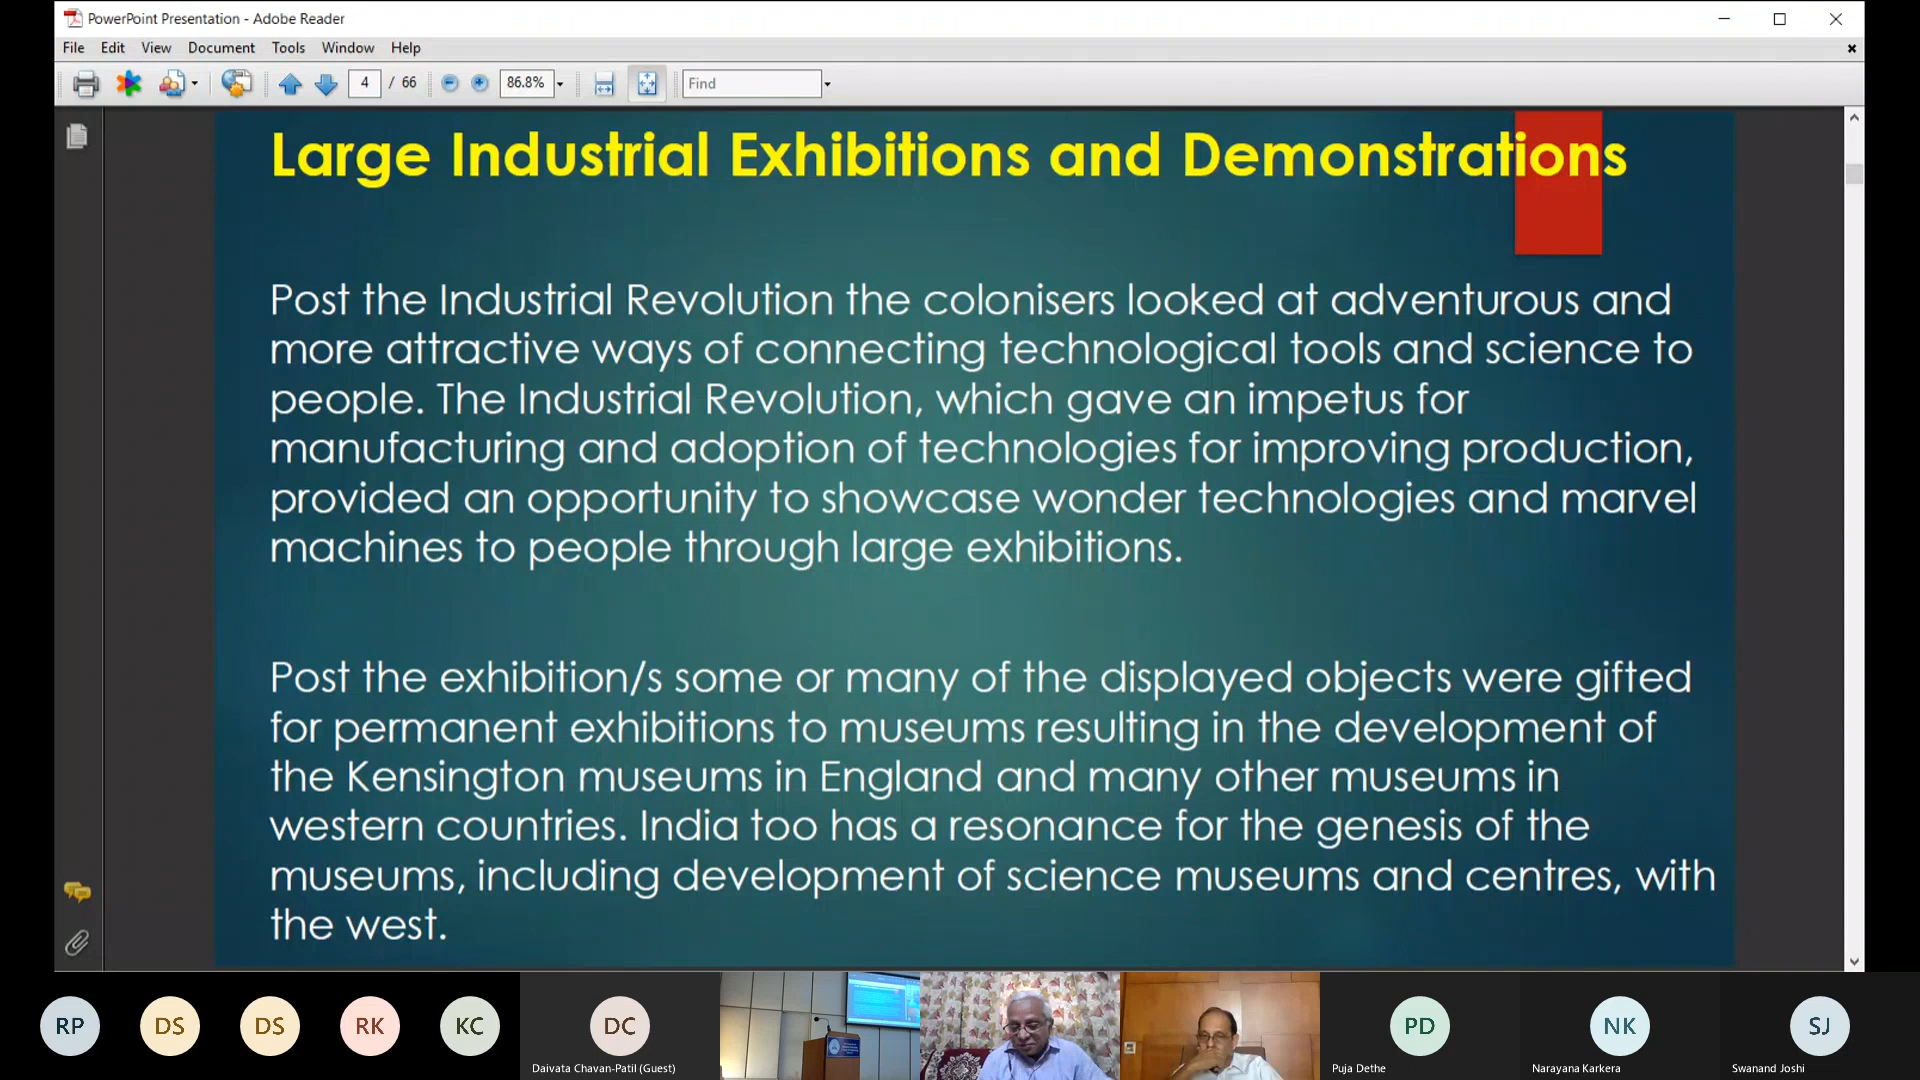 PowerPoint Presentation - Adobe Reader
File Edit View Document Tools Window Help
4 / 66 86.8% Find
Large Industrial Exhibitions and Demonstrations
Post the Industrial Revolution the colonisers looked at adventurous and
more attractive ways of connecting technological tools and science to
people. The Industrial Revolution, which gave an impetus for
manufacturing and adoption of technologies for improving production,
provided an opportunity to showcase wonder technologies and marvel
machines to people through large exhibitions.
Post the exhibition/s some or many of the displayed objects were gifted
for permanent exhibitions to museums resulting in the development of
the Kensington museums in England and many other museums in
western countries. India too has a resonance for the genesis of the
museums, including development of science museums and centres, with
the west.
RP DS DS RK KC DC PD NK SJ
Daivata Chavan-Patil (Guest) Puja Dethe Narayana Karkera Swanand Joshi